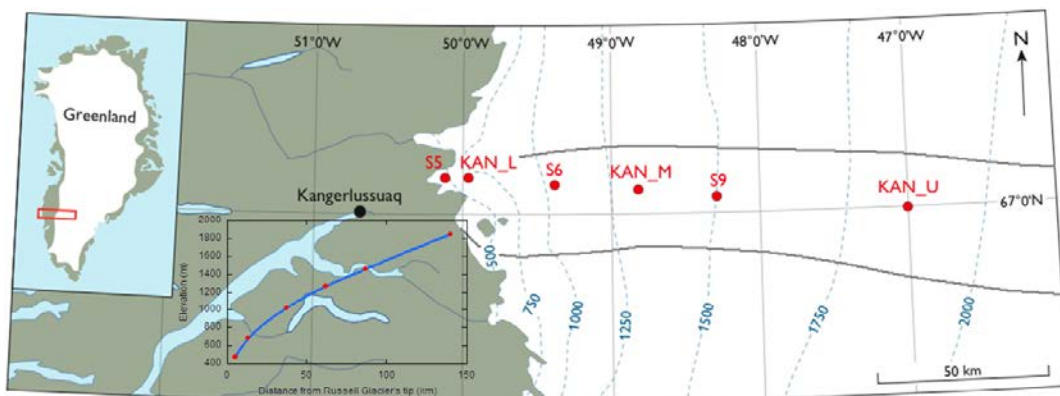 51°0'W
50°0'W
49°0'W
48°0'W
47°0'W
N
Greenland
S5
KAN_L
S6
KAN_M
S9
KAN_U
67°0'N
Kangerlussuaq
2000
1800
1600
1400
1200
1000
800
600
400
Elevation (m)
0
50
100
150
Distance from Russell Glacier's tip (km)
500
750
1000
1250
1500
1750
2000
50 km